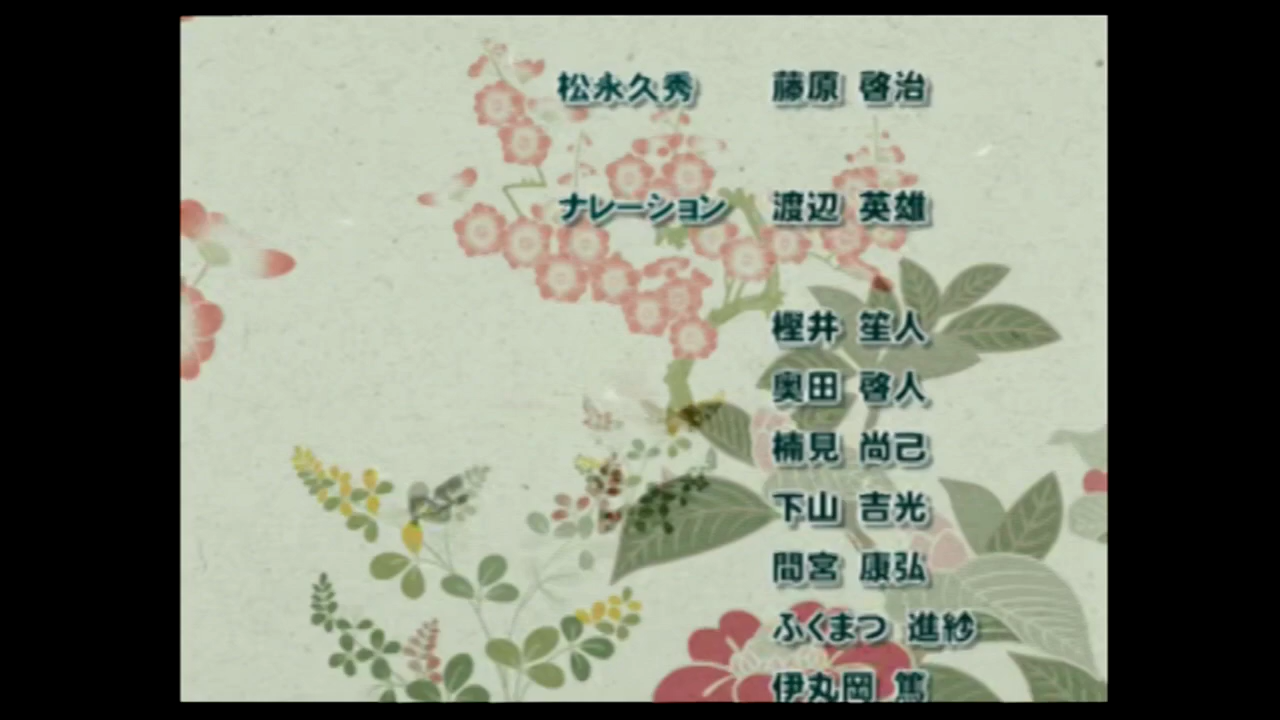 松永久秀 藤原 啓治
ナレーション 渡辺 英雄
樫井 笙人
奥田 啓人
楠見 尚己
下山 吉光
間宮 康弘
ふくまつ 進紗
伊丸岡 篤